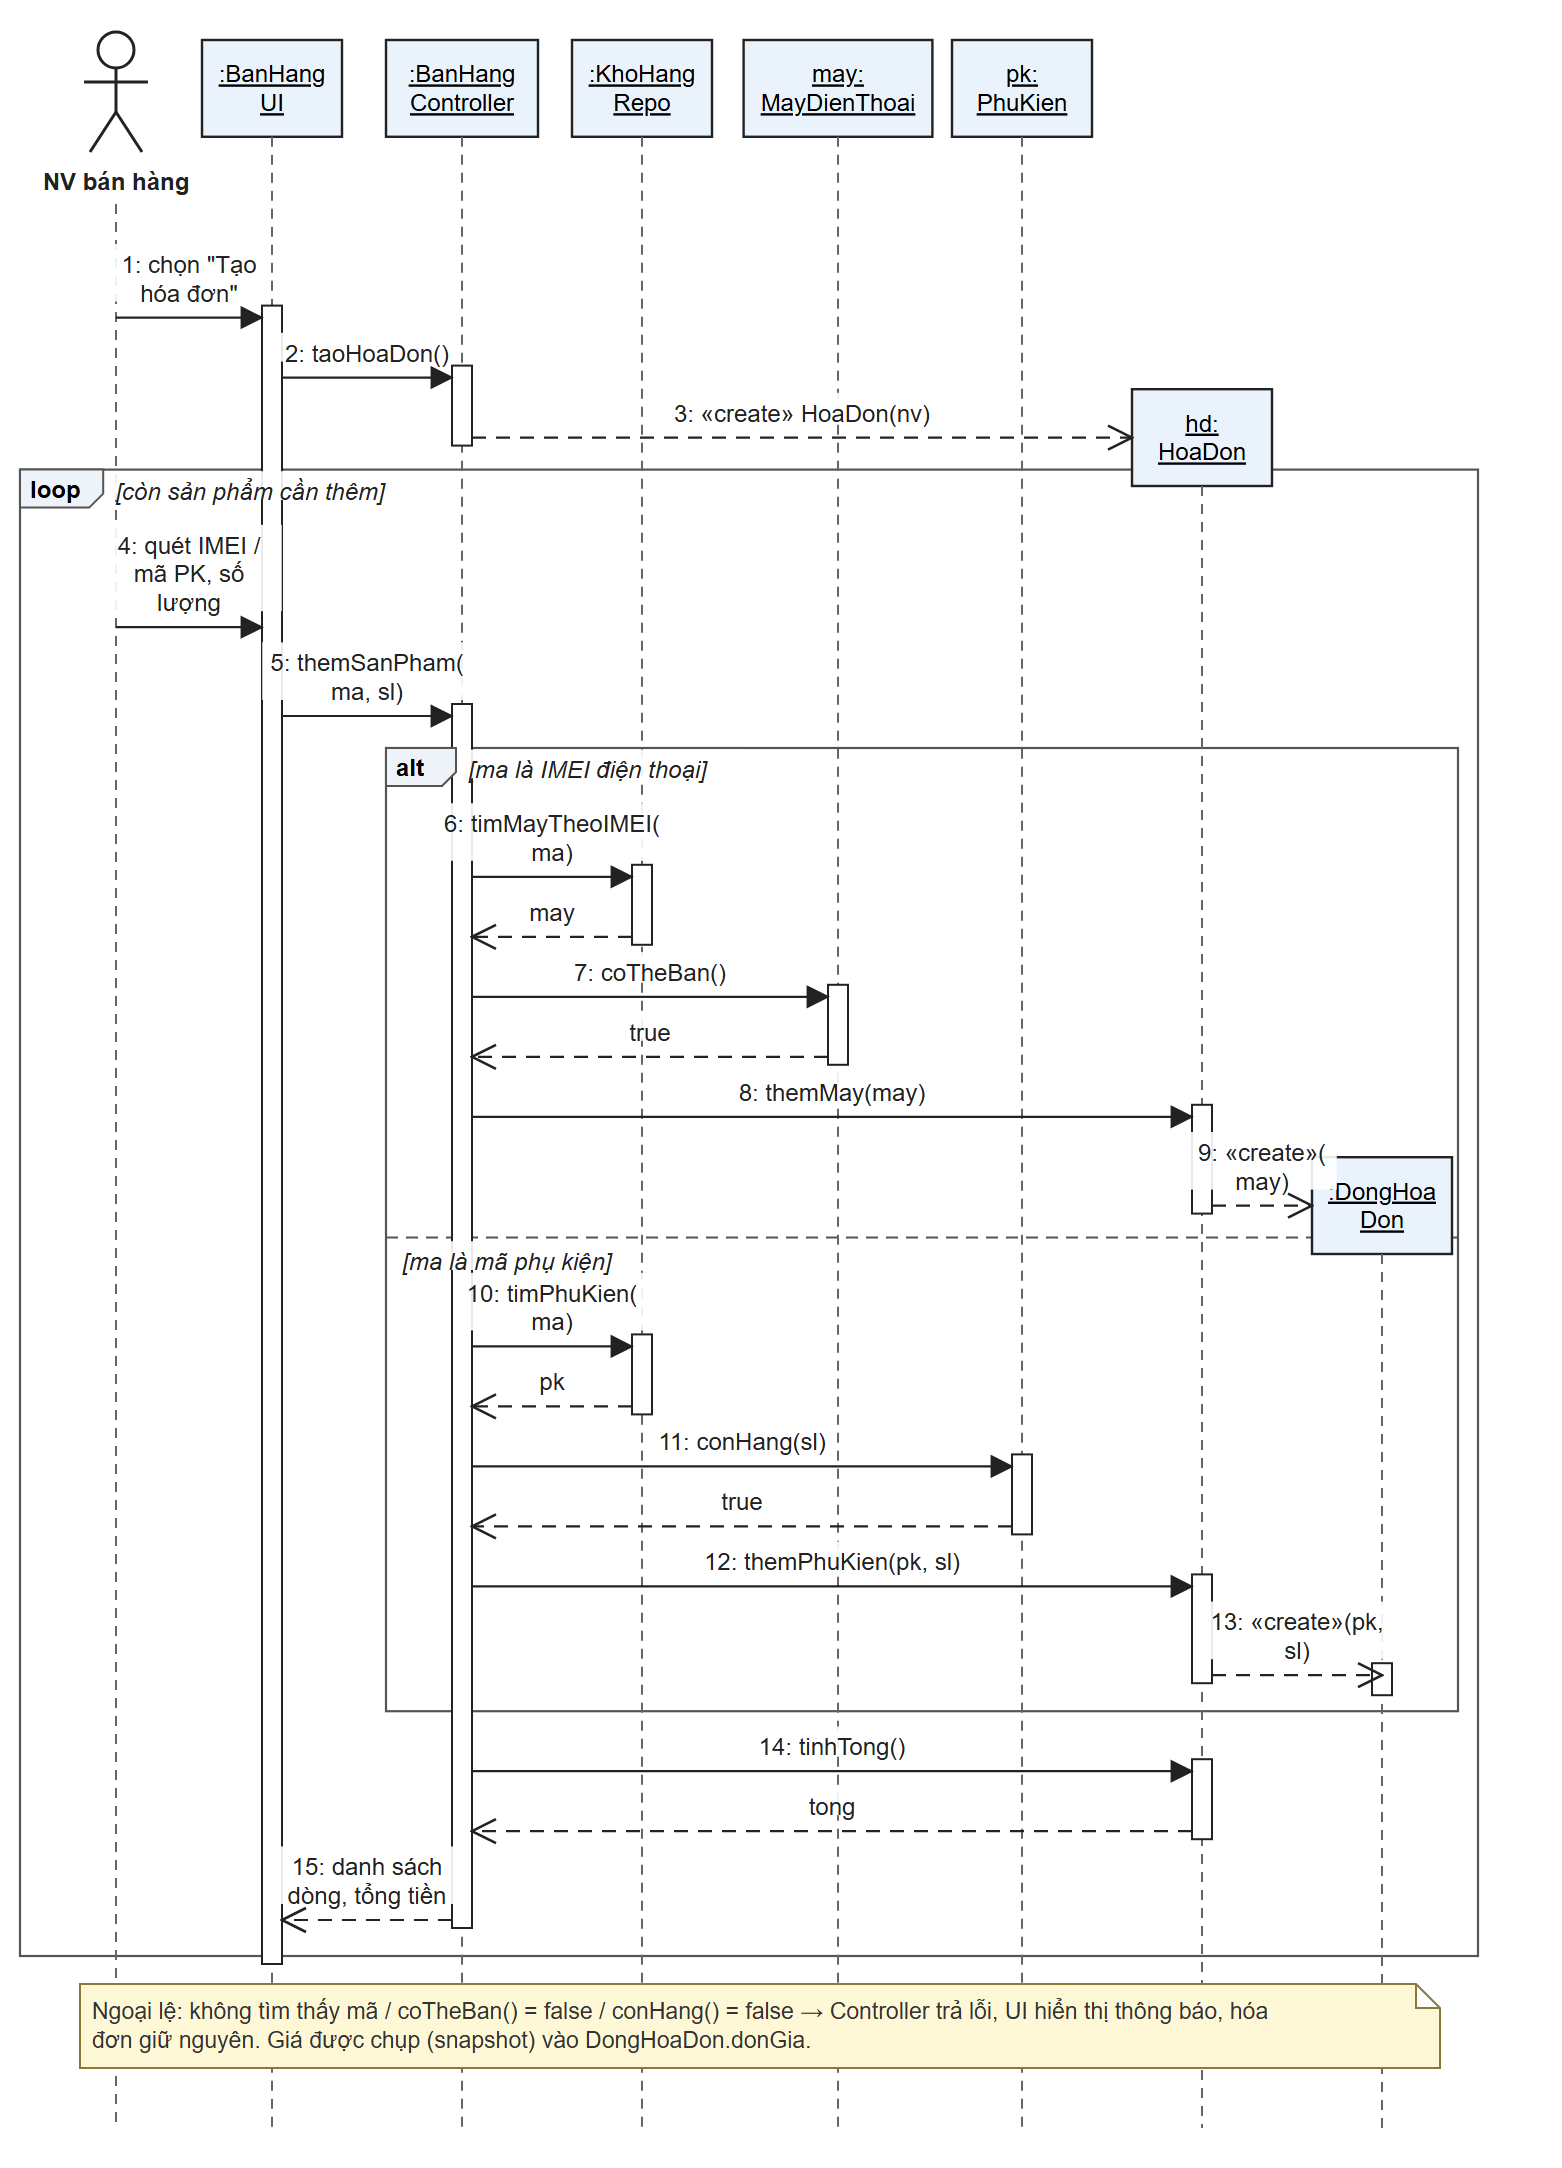 :BanHang
UI
:BanHang
Controller
:KhoHang
Repo
may:
MayDienThoai
pk:
PhuKien
NV bán hàng
1: chọn "Tạo
hóa đơn"
2: taoHoaDon()
3: «create» HoaDon(nv)
hd:
HoaDon
loop
[còn sản phẩm cần thêm]
4: quét IMEI /
mã PK, số
lượng
5: themSanPham(
ma, sl)
alt
[ma là IMEI điện thoại]
6: timMayTheoIMEI(
ma)
may
7: coTheBan()
true
8: themMay(may)
9: «create»(
may)
:DongHoa
Don
[ma là mã phụ kiện]
10: timPhuKien(
ma)
pk
11: conHang(sl)
true
12: themPhuKien(pk, sl)
13: «create»(pk,
sl)
14: tinhTong()
tong
15: danh sách
dòng, tổng tiền
Ngoại lệ: không tìm thấy mã / coTheBan() = false / conHang() = false → Controller trả lỗi, UI hiển thị thông báo, hóa
đơn giữ nguyên. Giá được chụp (snapshot) vào DongHoaDon.donGia.